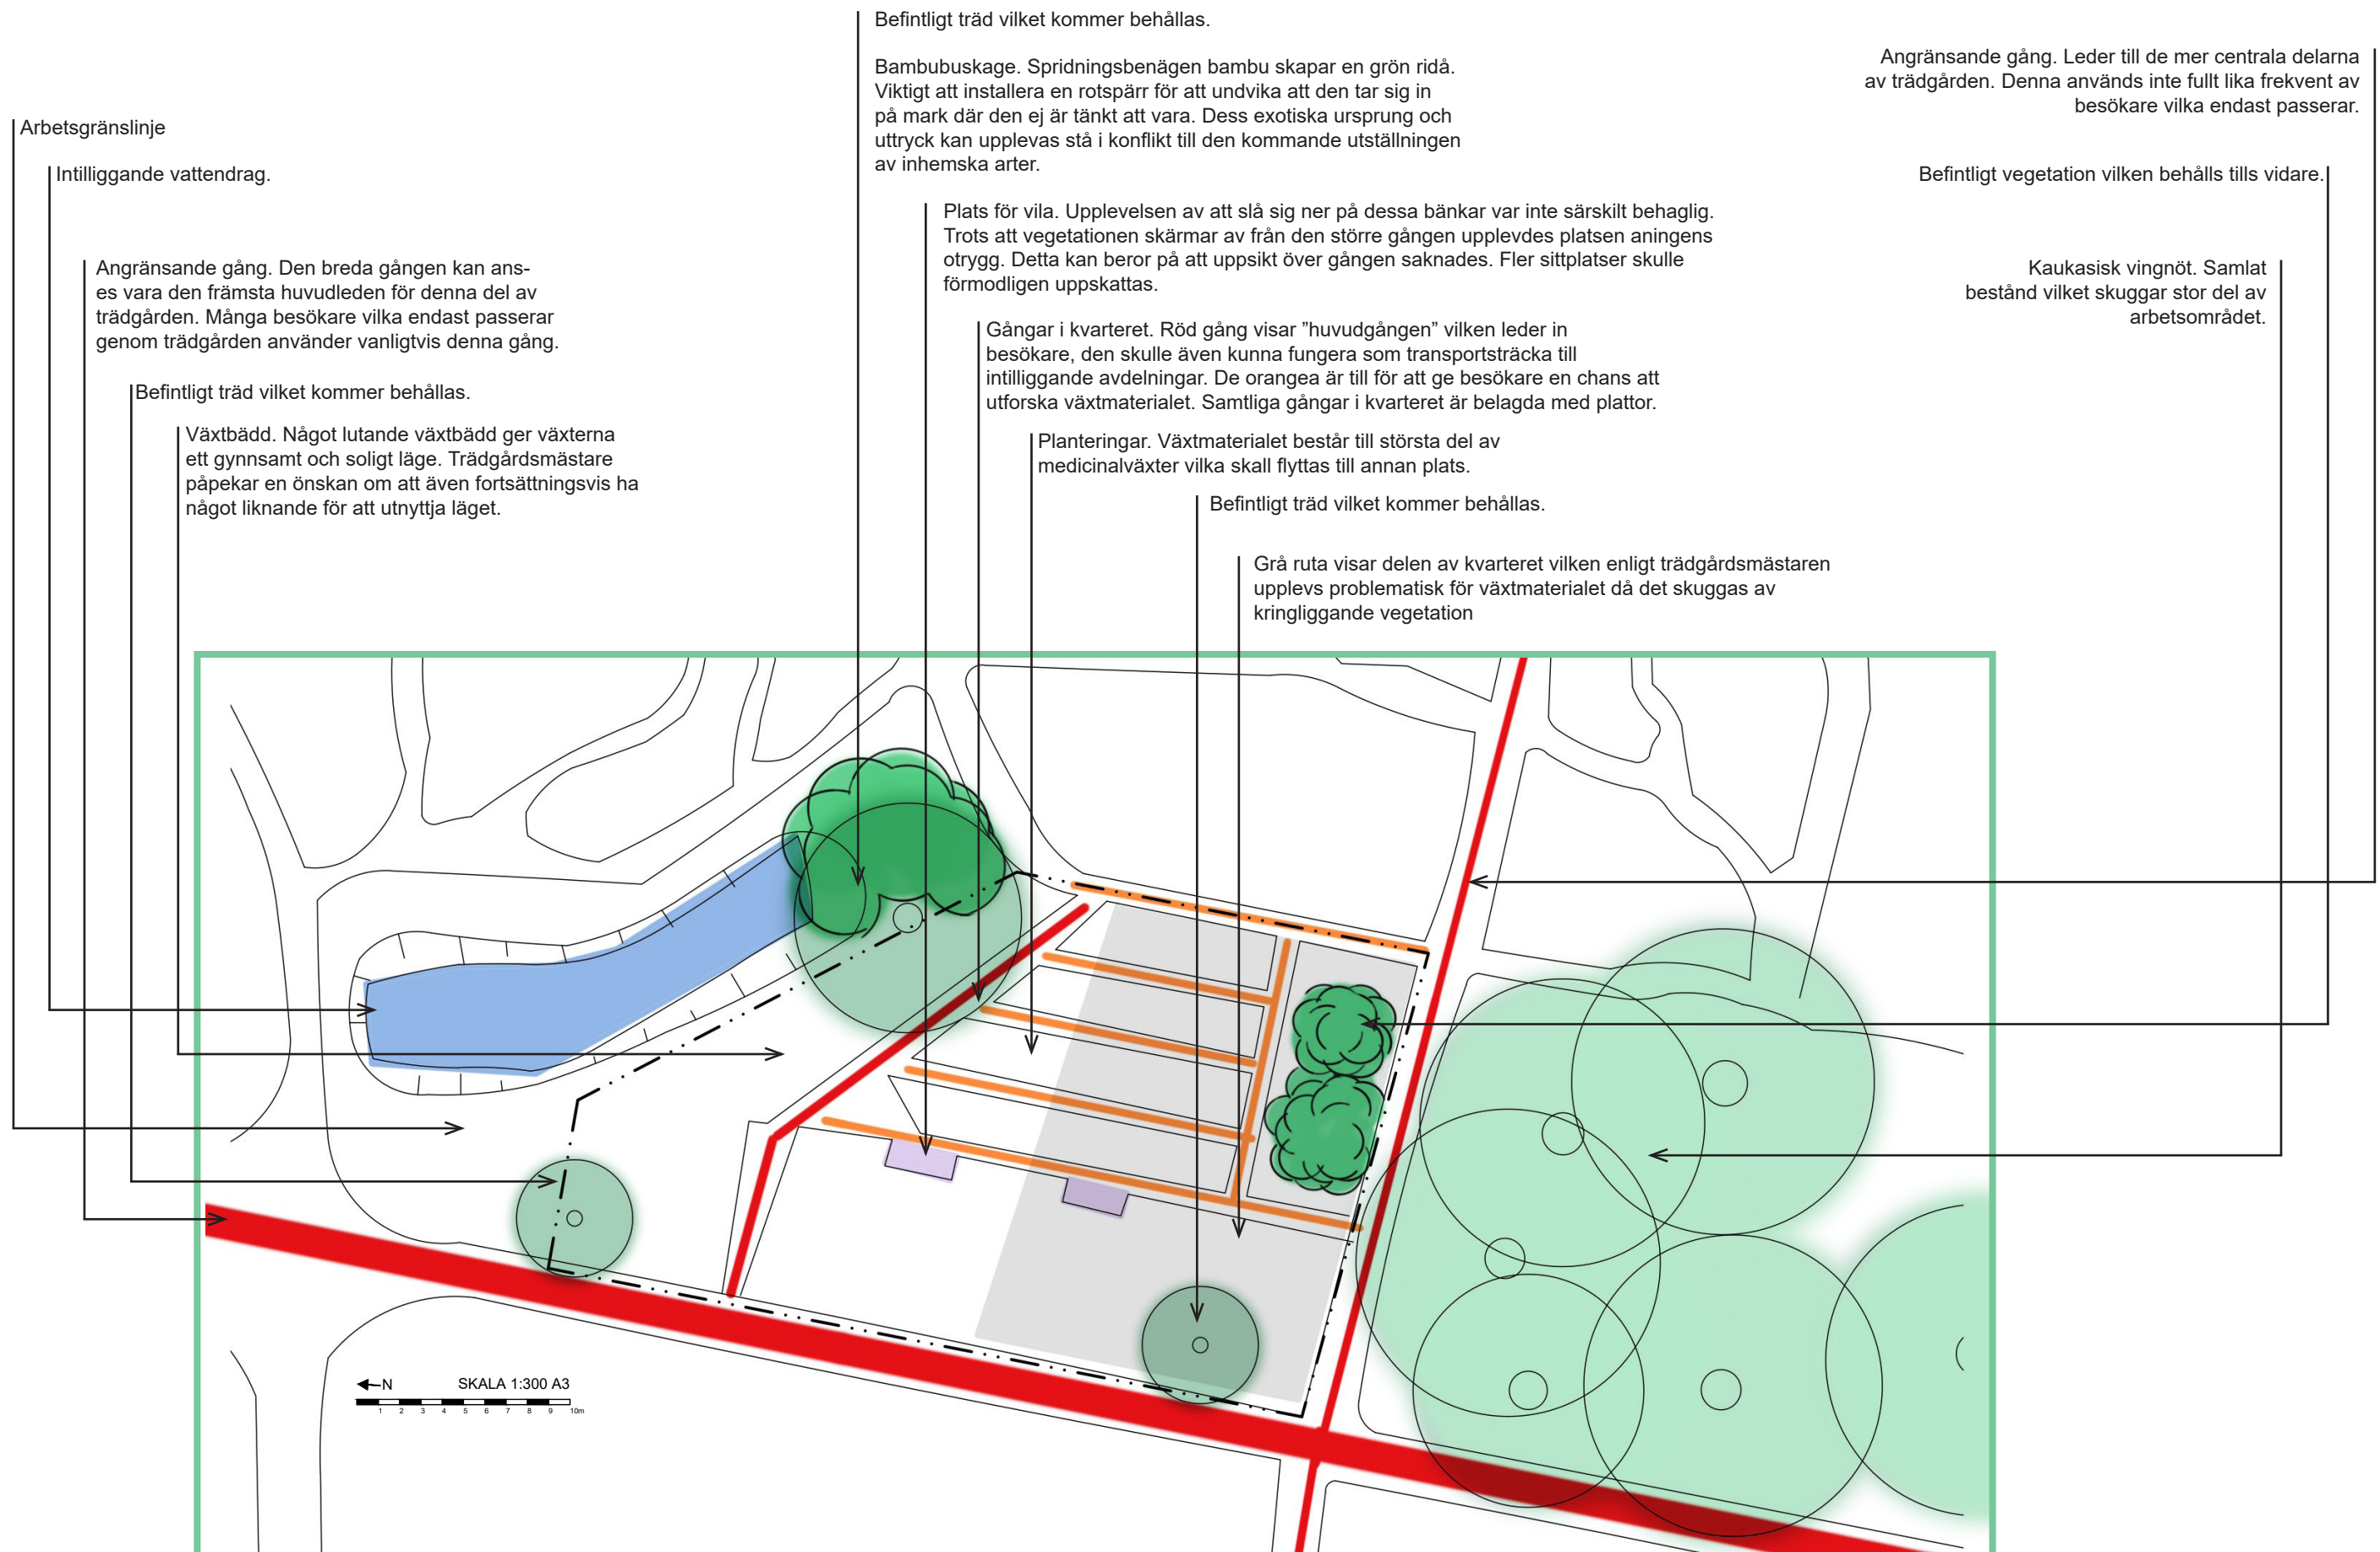 Befintligt träd vilket kommer behållas.
Bambubuskage. Spridningsbenägen bambu skapar en grön ridå.
Viktigt att installera en rotspärr för att undvika att den tar sig in
på mark där den ej är tänkt att vara. Dess exotiska ursprung och
uttryck kan upplevas stå i konflikt till den kommande utställningen
av inhemska arter.
Angränsande gång. Leder till de mer centrala delarna
av trädgården. Denna används inte fullt lika frekvent av
besökare vilka endast passerar.
Arbetsgränslinje
Intilliggande vattendrag.
Befintligt vegetation vilken behålls tills vidare.
Plats för vila. Upplevelsen av att slå sig ner på dessa bänkar var inte särskilt behaglig.
Trots att vegetationen skärmar av från den större gången upplevdes platsen aningens
otrygg. Detta kan beror på att uppsikt över gången saknades. Fler sittplatser skulle
förmodligen uppskattas.
Angränsande gång. Den breda gången kan ans-
es vara den främsta huvudleden för denna del av
trädgården. Många besökare vilka endast passerar
genom trädgården använder vanligtvis denna gång.
Kaukasisk vingnöt. Samlat
bestånd vilket skuggar stor del av
arbetsområdet.
Gångar i kvarteret. Röd gång visar ”huvudgången” vilken leder in
besökare, den skulle även kunna fungera som transportsträcka till
intilliggande avdelningar. De orangea är till för att ge besökare en chans att
utforska växtmaterialet. Samtliga gångar i kvarteret är belagda med plattor.
Befintligt träd vilket kommer behållas.
Växtbädd. Något lutande växtbädd ger växterna
ett gynnsamt och soligt läge. Trädgårdsmästare
påpekar en önskan om att även fortsättningsvis ha
något liknande för att utnyttja läget.
Planteringar. Växtmaterialet består till största del av
medicinalväxter vilka skall flyttas till annan plats.
Befintligt träd vilket kommer behållas.
Grå ruta visar delen av kvarteret vilken enligt trädgårdsmästaren
upplevs problematisk för växtmaterialet då det skuggas av
kringliggande vegetation
N SKALA 1:300 A3
1 2 3 4 5 6 7 8 9 10m